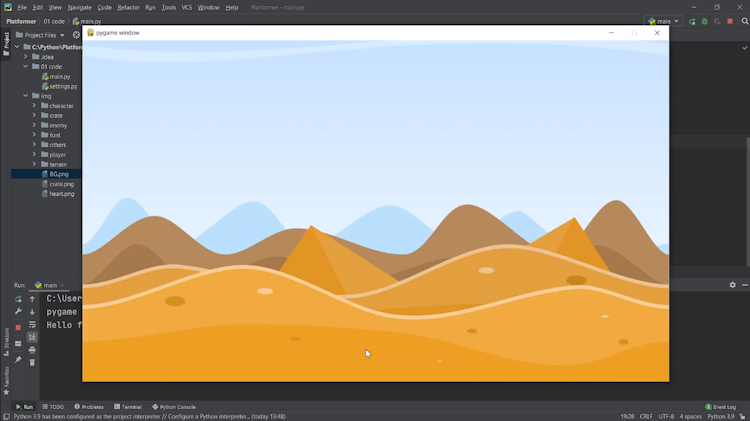 File Edit View Navigate Code Refactor Run Tools VCS Window Help Platformer – main.py
Platformer 01 code main.py main
Project Project Files pygame window
C:\Python\Platfor
.idea
01 code
main.py
settings.py
img
character
crate
enemy
font
others
player
terrain
BG.png
crate.png
heart.png
Run: main
C:\User
pygame
Hello f
Structure
Favorites
Run TODO Problems Terminal Python Console Event Log
Python 3.9 has been configured as the project interpreter // Configure a Python interpreter... (today 13:48) 19:28 CRLF UTF-8 4 spaces Python 3.9